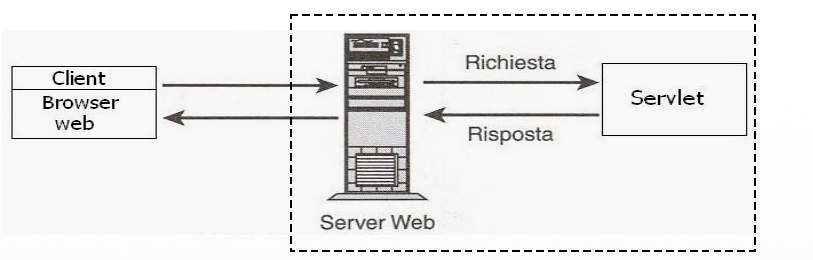 Richiesta
Client
Browser
web
Servlet
Risposta
Server Web